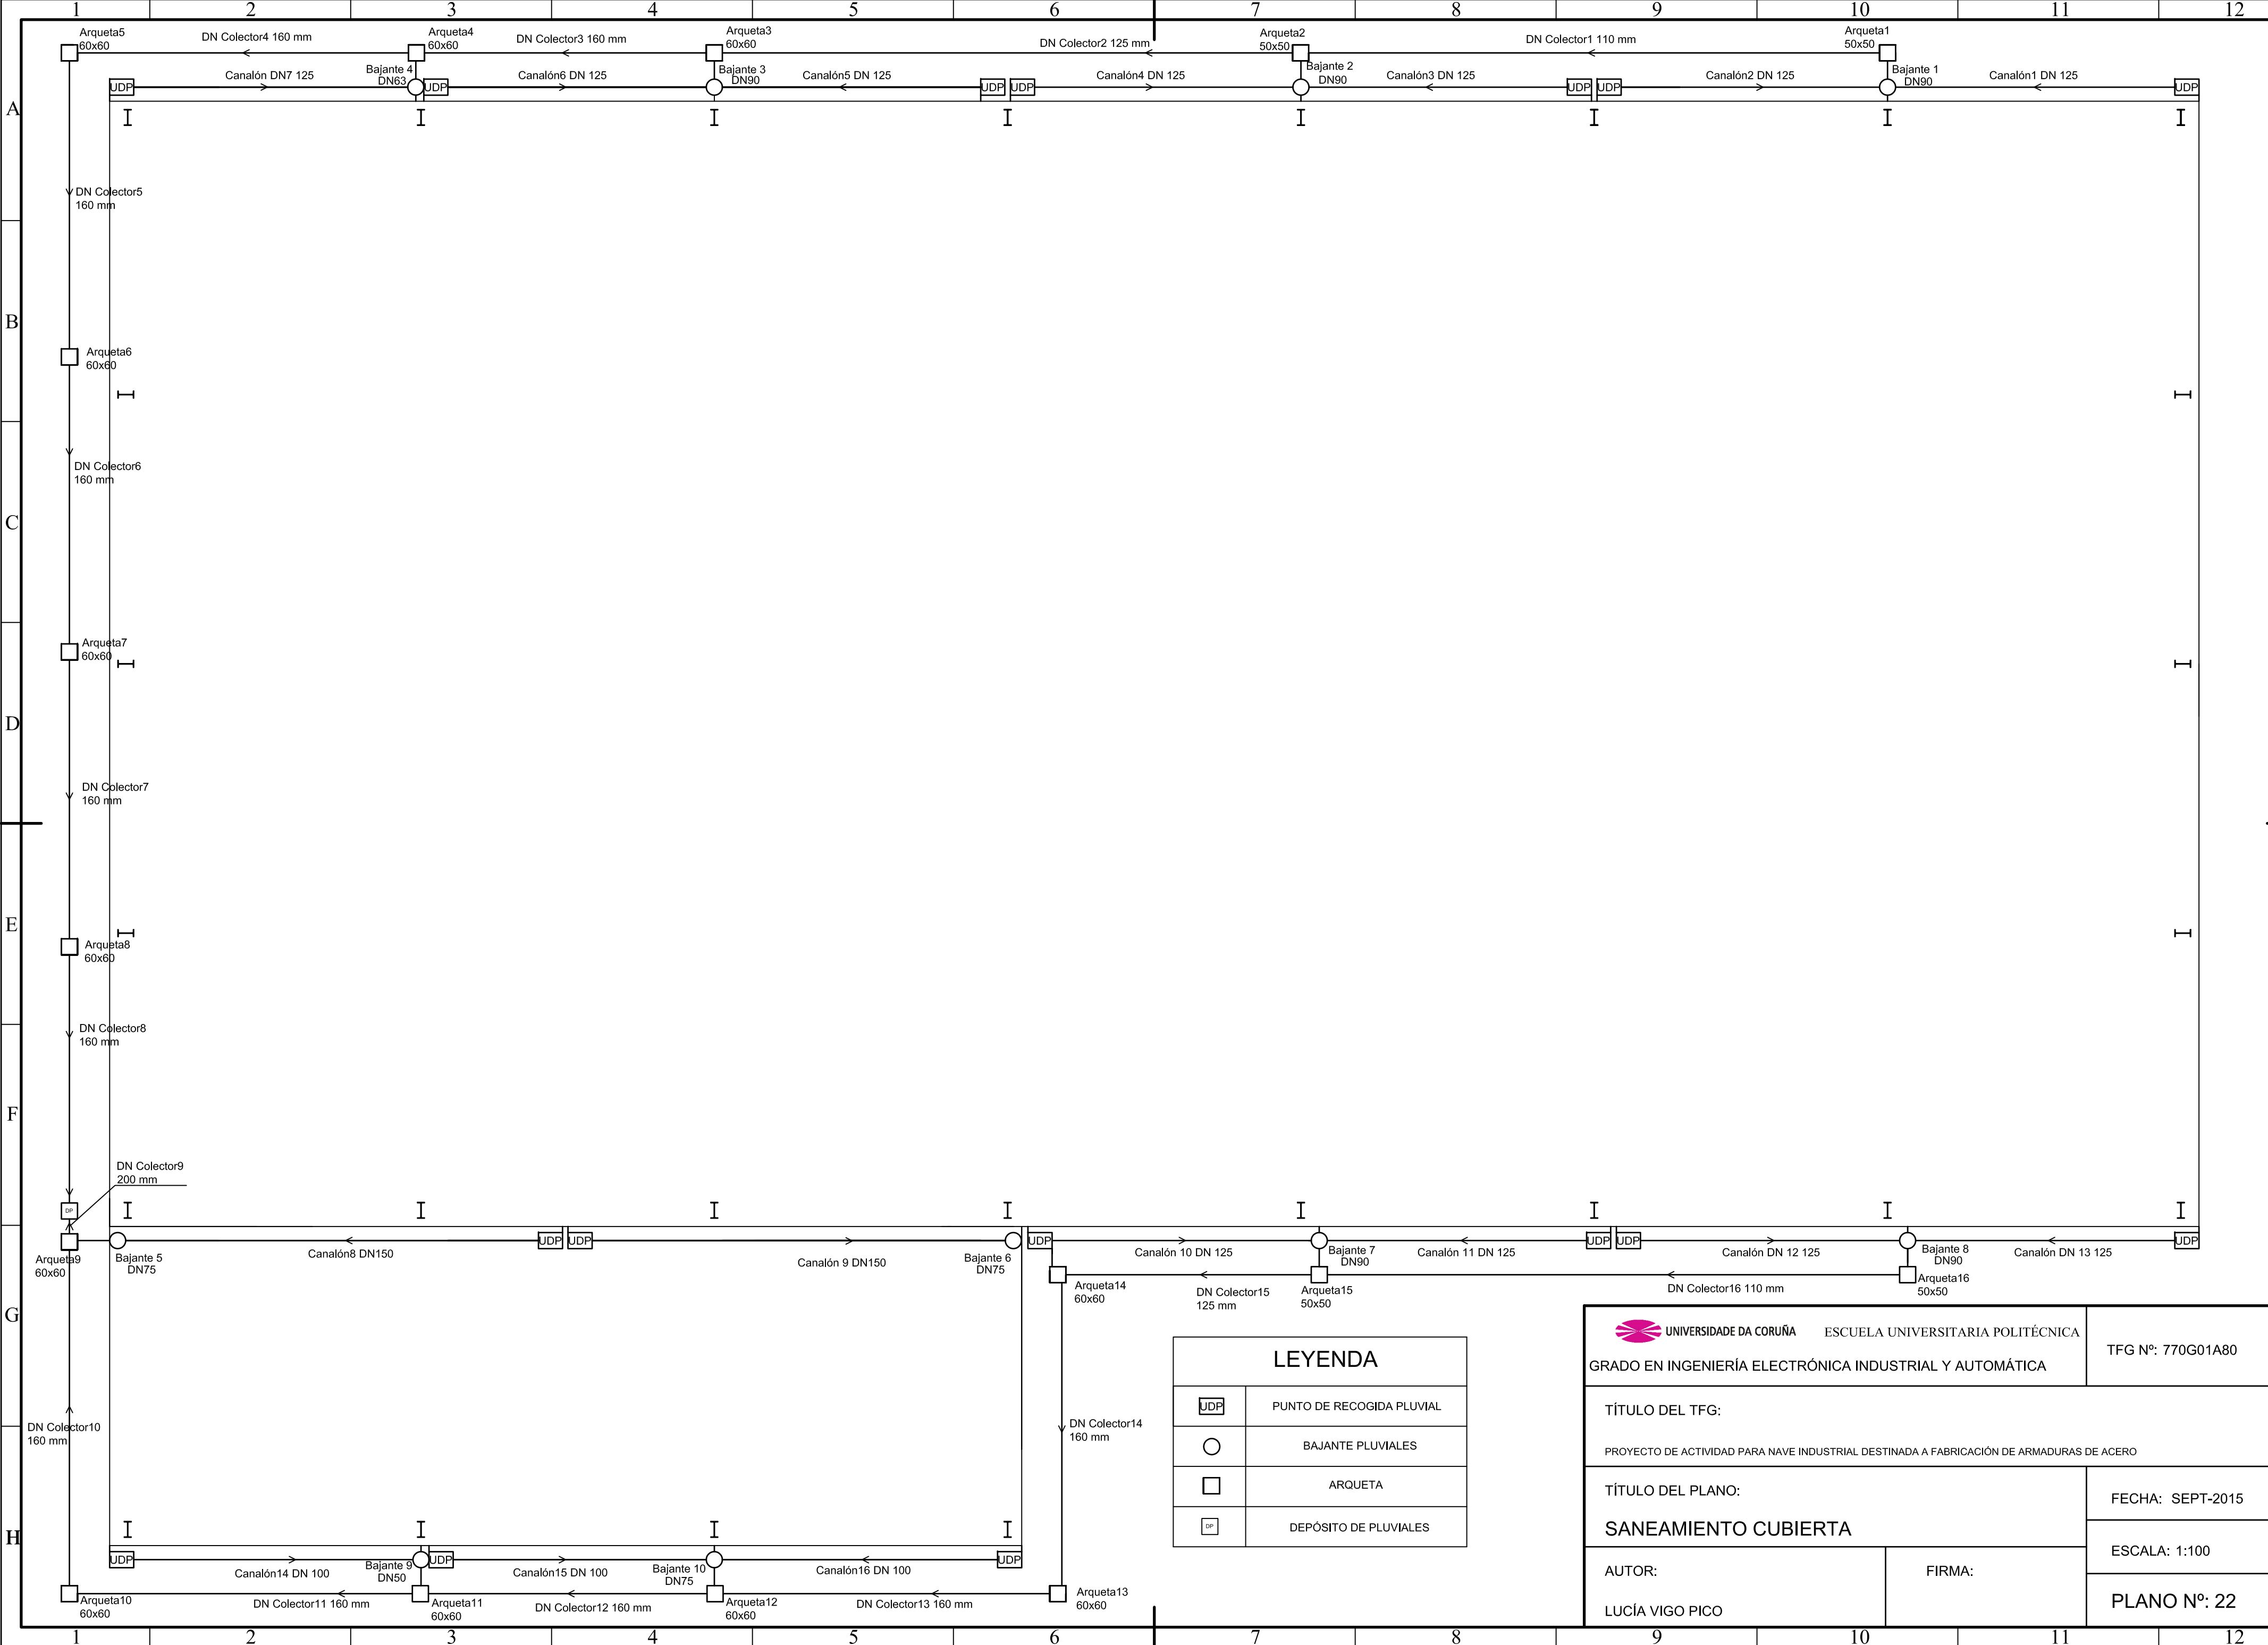 1 2 3 4 5 6 7 8 9 10 11 12
Arqueta5
60x60
DN Colector4 160 mm
Arqueta4
60x60
DN Colector3 160 mm
Arqueta3
60x60
DN Colector2 125 mm
Arqueta2
50x50
DN Colector1 110 mm
Arqueta1
50x50
UDP
Canalón DN7 125
Bajante 4
DN63
UDP
Canalón6 DN 125
Bajante 3
DN90
Canalón5 DN 125
UDP
UDP
Canalón4 DN 125
Bajante 2
DN90
Canalón3 DN 125
UDP
UDP
Canalón2 DN 125
Bajante 1
DN90
Canalón1 DN 125
UDP
A
DN Colector5
160 mm
B
Arqueta6
60x60
DN Colector6
160 mm
C
Arqueta7
60x60
D
DN Colector7
160 mm
E
Arqueta8
60x60
DN Colector8
160 mm
F
DN Colector9
200 mm
DP
Arqueta9
60x60
Bajante 5
DN75
Canalón8 DN150
UDP
UDP
Canalón 9 DN150
Bajante 6
DN75
UDP
Canalón 10 DN 125
Bajante 7
DN90
Canalón 11 DN 125
UDP
UDP
Canalón DN 12 125
Bajante 8
DN90
Canalón DN 13 125
UDP
Arqueta14
60x60
DN Colector15
125 mm
Arqueta15
50x50
DN Colector16 110 mm
Arqueta16
50x50
G
DN Colector10
160 mm
DN Colector14
160 mm
LEYENDA
UDP PUNTO DE RECOGIDA PLUVIAL
BAJANTE PLUVIALES
ARQUETA
DP DEPÓSITO DE PLUVIALES
UNIVERSIDADE DA CORUÑA ESCUELA UNIVERSITARIA POLITÉCNICA
GRADO EN INGENIERÍA ELECTRÓNICA INDUSTRIAL Y AUTOMÁTICA
TFG Nº: 770G01A80
TÍTULO DEL TFG:
PROYECTO DE ACTIVIDAD PARA NAVE INDUSTRIAL DESTINADA A FABRICACIÓN DE ARMADURAS DE ACERO
TÍTULO DEL PLANO:
SANEAMIENTO CUBIERTA
FECHA: SEPT-2015
ESCALA: 1:100
AUTOR:
LUCÍA VIGO PICO
FIRMA:
PLANO Nº: 22
H
UDP
Canalón14 DN 100
Bajante 9
DN50
UDP
Canalón15 DN 100
Bajante 10
DN75
Canalón16 DN 100
UDP
Arqueta10
60x60
DN Colector11 160 mm
Arqueta11
60x60
DN Colector12 160 mm
Arqueta12
60x60
DN Colector13 160 mm
Arqueta13
60x60
1 2 3 4 5 6 7 8 9 10 11 12